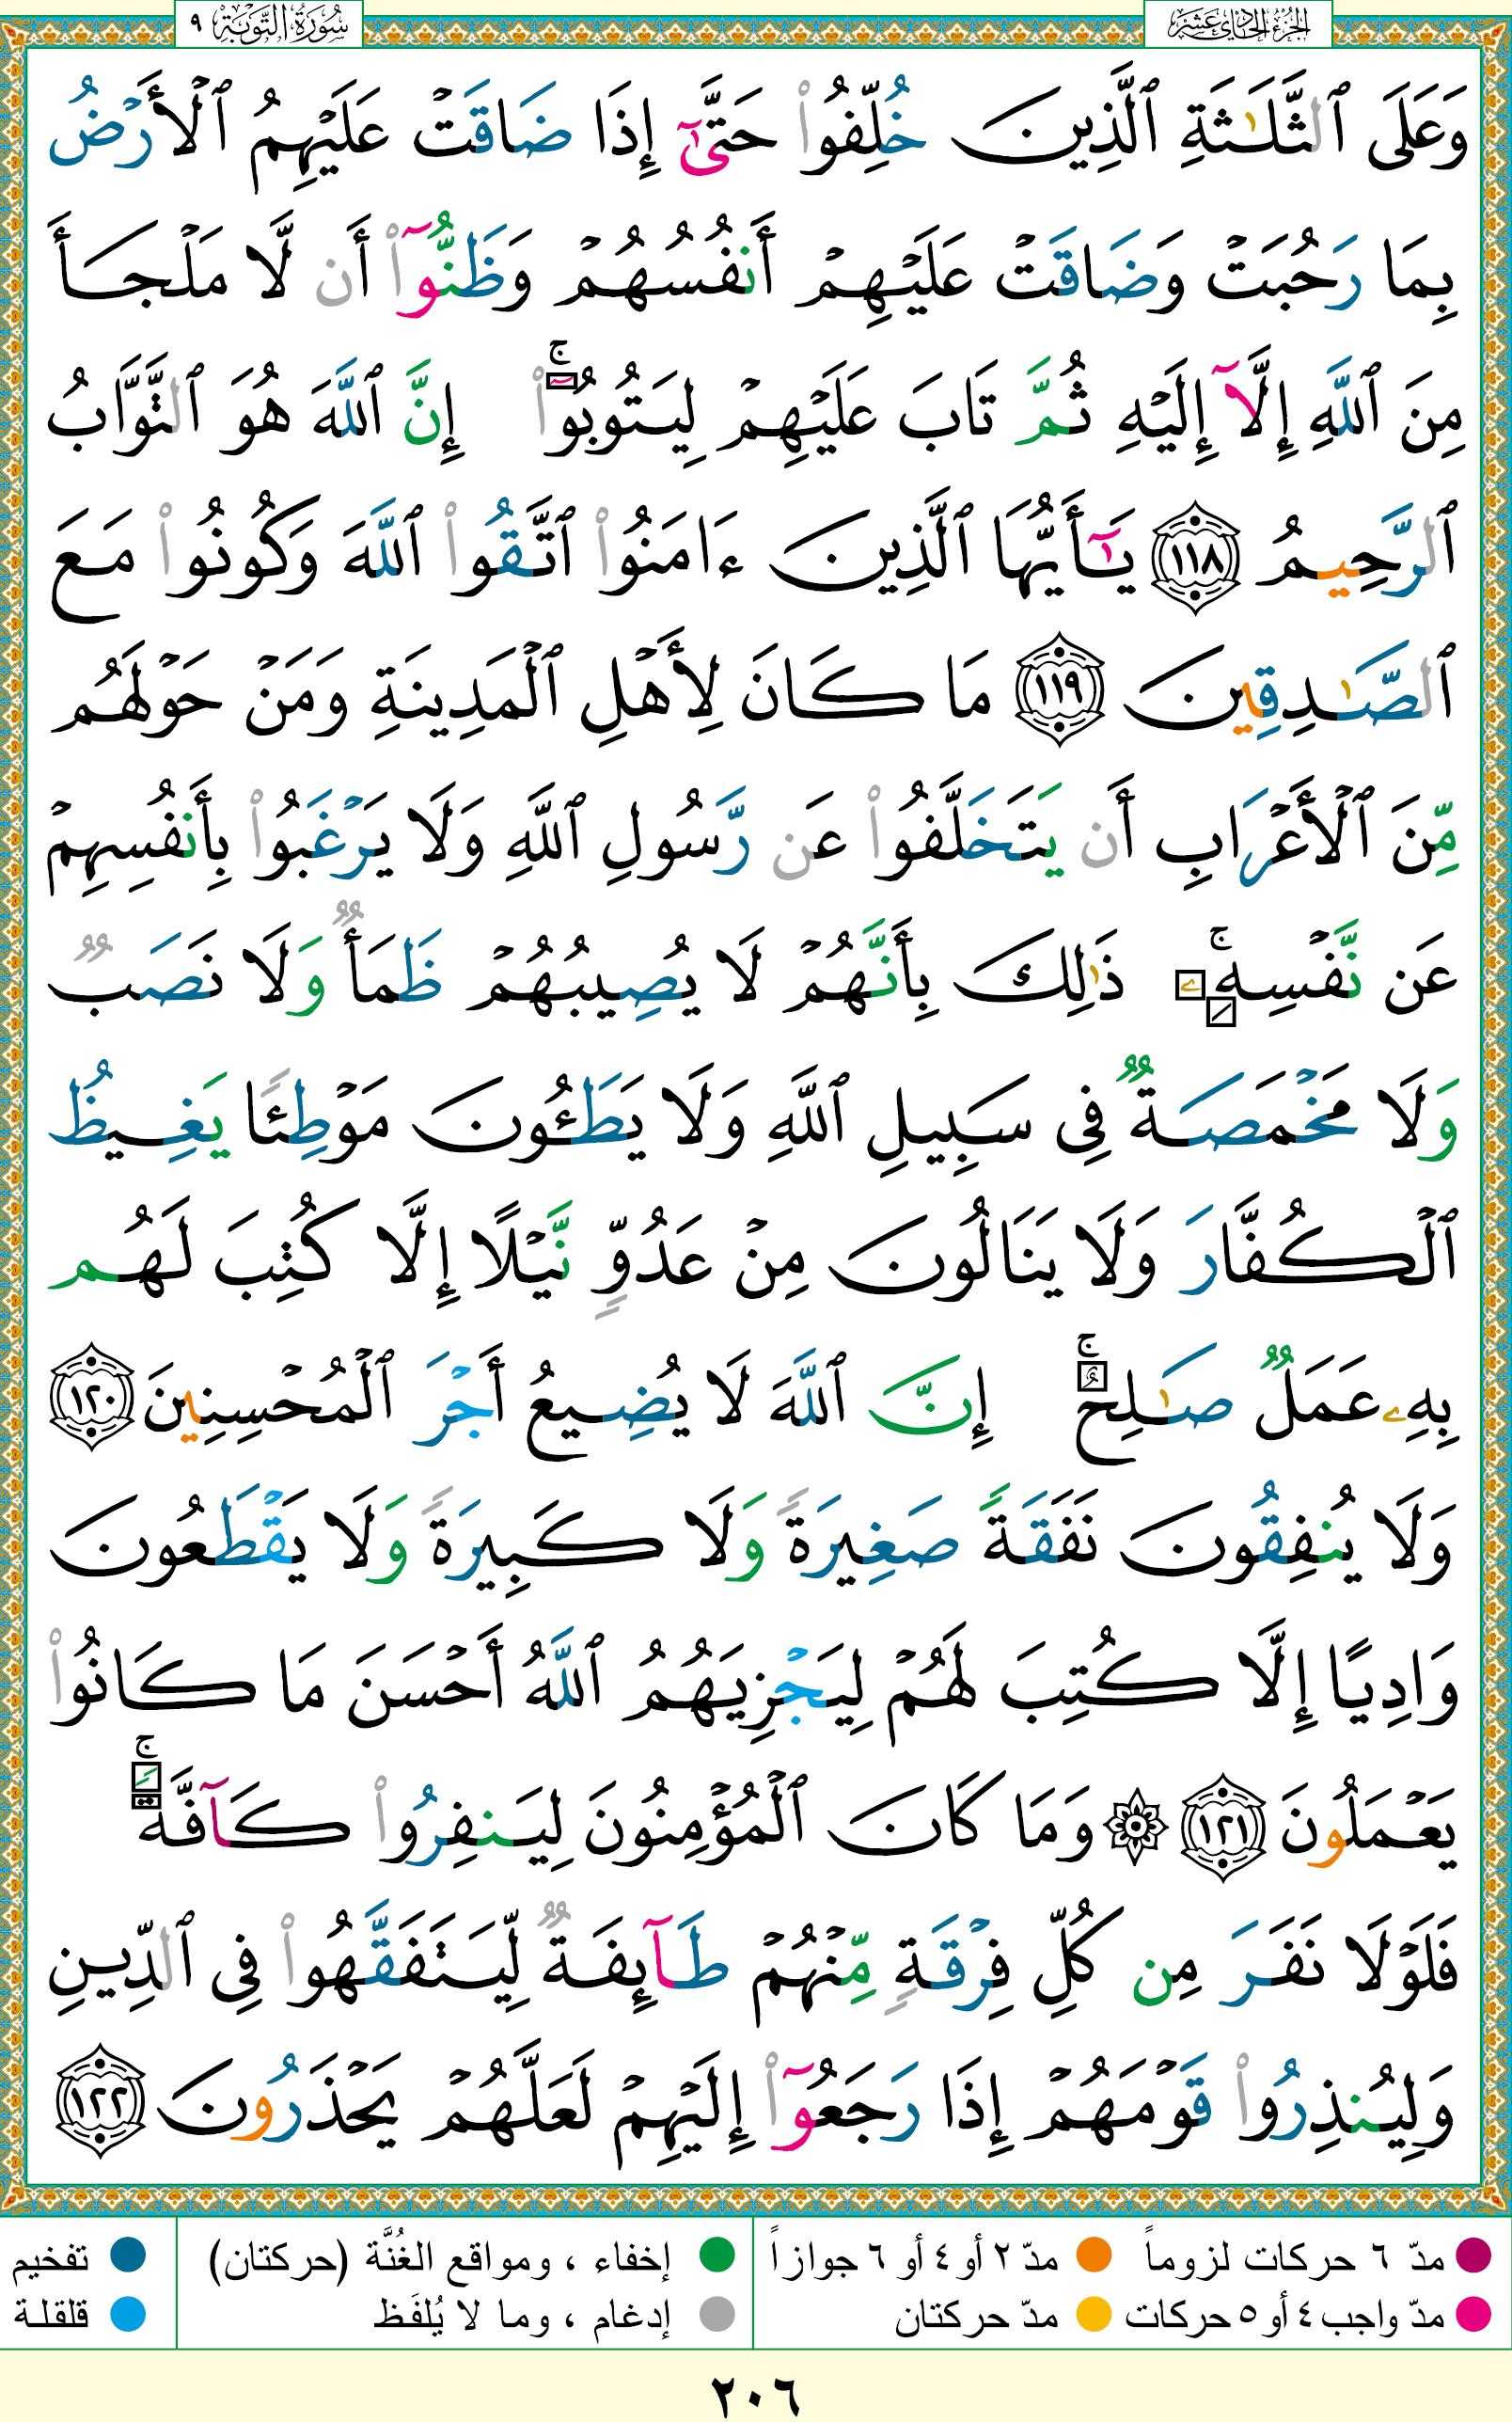 الجزء الحادي عشر
سُورَةُ التَّوۡبَةِ ٩
وَعَلَى ٱلثَّلَٰثَةِ ٱلَّذِينَ خُلِّفُواْ حَتَّىٰٓ إِذَا ضَاقَتۡ عَلَيۡهِمُ ٱلۡأَرۡضُ
بِمَا رَحُبَتۡ وَضَاقَتۡ عَلَيۡهِمۡ أَنفُسُهُمۡ وَظَنُّوٓاْ أَن لَّا مَلۡجَأَ
مِنَ ٱللَّهِ إِلَّآ إِلَيۡهِ ثُمَّ تَابَ عَلَيۡهِمۡ لِيَتُوبُوٓاْۚ إِنَّ ٱللَّهَ هُوَ ٱلتَّوَّابُ
ٱلرَّحِيمُ ١١٨ يَٰٓأَيُّهَا ٱلَّذِينَ ءَامَنُواْ ٱتَّقُواْ ٱللَّهَ وَكُونُواْ مَعَ
ٱلصَّٰدِقِينَ ١١٩ مَا كَانَ لِأَهۡلِ ٱلۡمَدِينَةِ وَمَنۡ حَوۡلَهُم
مِّنَ ٱلۡأَعۡرَابِ أَن يَتَخَلَّفُواْ عَن رَّسُولِ ٱللَّهِ وَلَا يَرۡغَبُواْ بِأَنفُسِهِمۡ
عَن نَّفۡسِهِۦۚ ذَٰلِكَ بِأَنَّهُمۡ لَا يُصِيبُهُمۡ ظَمَأٞ وَلَا نَصَبٞ
وَلَا مَخۡمَصَةٞ فِي سَبِيلِ ٱللَّهِ وَلَا يَطَـُٔونَ مَوۡطِئٗا يَغِيظُ
ٱلۡكُفَّارَ وَلَا يَنَالُونَ مِنۡ عَدُوّٖ نَّيۡلًا إِلَّا كُتِبَ لَهُم
بِهِۦ عَمَلٞ صَٰلِحٌۚ إِنَّ ٱللَّهَ لَا يُضِيعُ أَجۡرَ ٱلۡمُحۡسِنِينَ ١٢٠
وَلَا يُنفِقُونَ نَفَقَةٗ صَغِيرَةٗ وَلَا كَبِيرَةٗ وَلَا يَقۡطَعُونَ
وَادِيًا إِلَّا كُتِبَ لَهُمۡ لِيَجۡزِيَهُمُ ٱللَّهُ أَحۡسَنَ مَا كَانُواْ
يَعۡمَلُونَ ١٢١ ۞ وَمَا كَانَ ٱلۡمُؤۡمِنُونَ لِيَنفِرُواْ كَآفَّةٗۚ
فَلَوۡلَا نَفَرَ مِن كُلِّ فِرۡقَةٖ مِّنۡهُمۡ طَآئِفَةٞ لِّيَتَفَقَّهُواْ فِي ٱلدِّينِ
وَلِيُنذِرُواْ قَوۡمَهُمۡ إِذَا رَجَعُوٓاْ إِلَيۡهِمۡ لَعَلَّهُمۡ يَحۡذَرُونَ ١٢٢
مدّ ٦ حركات لزوماً مدّ ٢ أو ٤ أو ٦ جوازاً إخفاء ، ومواقع الغُنَّة (حركتان) تفخيم
مدّ واجب ٤ أو ٥ حركات مدّ حركتان إدغام ، وما لا يُلفَظ قلقلة
٢٠٦